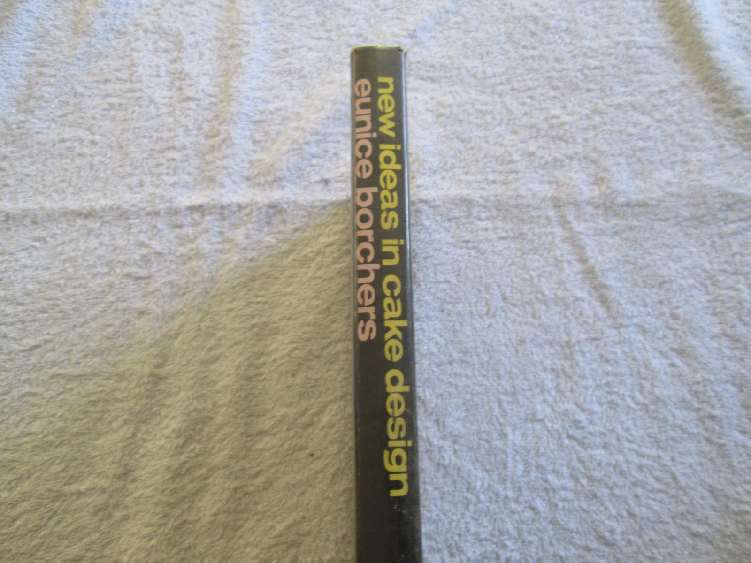 new ideas in cake design
eunice borchers